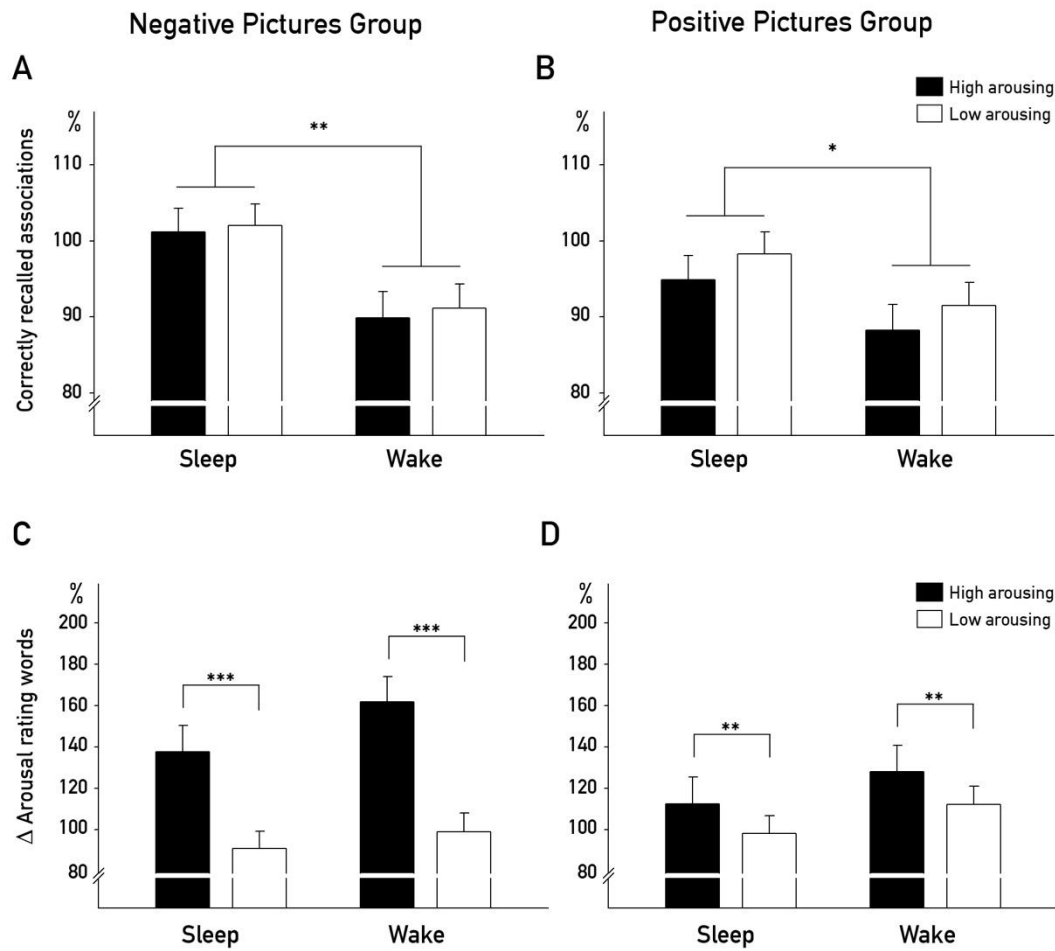 Negative Pictures Group
Positive Pictures Group
A
%
Correctly recalled associations
110
100
90
80
**
Sleep Wake
B
High arousing
Low arousing
%
110
100
90
80
*
Sleep Wake
C
%
Δ Arousal rating words
200
180
160
140
120
100
80
***
***
Sleep Wake
D
High arousing
Low arousing
%
200
180
160
140
120
100
80
**
**
Sleep Wake